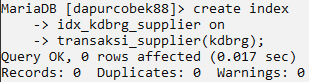 MariaDB [dapurcobek88]> create index
    -> idx_kdbrg_supplier on
    -> transaksi_supplier(kdbrg);
Query OK, 0 rows affected (0.017 sec)
Records: 0  Duplicates: 0  Warnings: 0